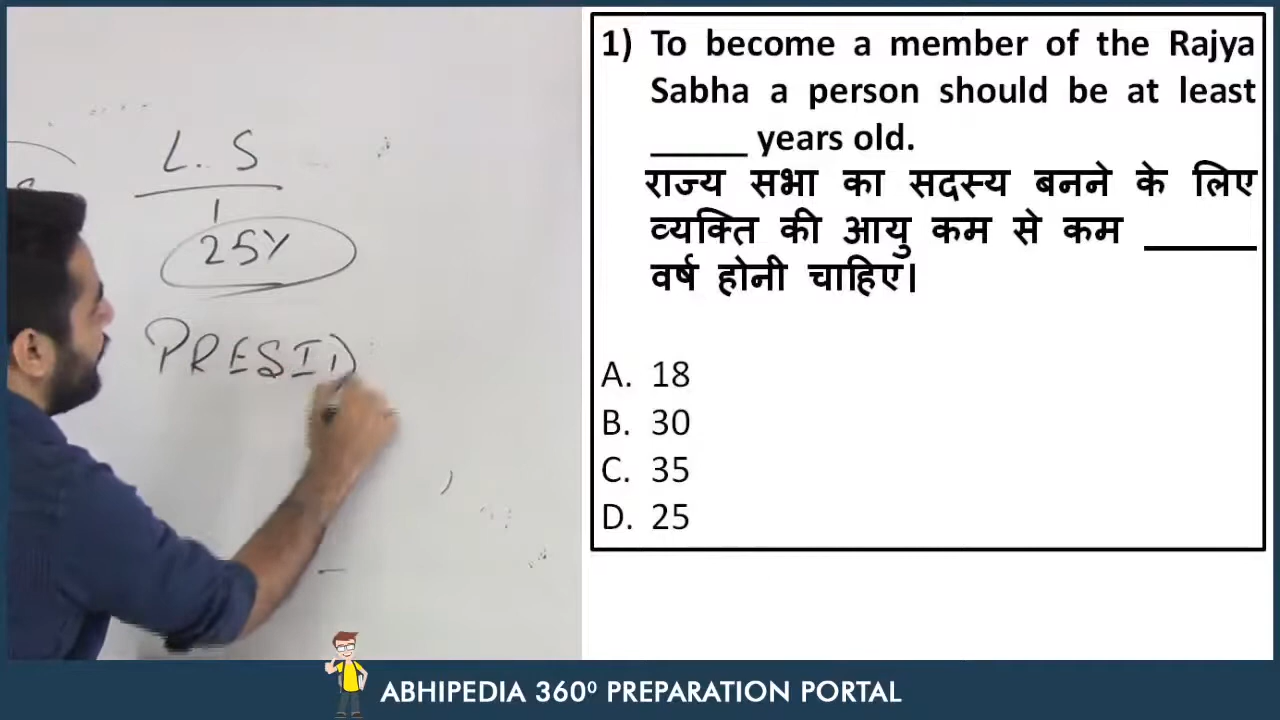 L.S
25Y
PRESID
1) To become a member of the Rajya
Sabha a person should be at least
_____ years old.
राज्य सभा का सदस्य बनने के लिए
व्यक्ति की आयु कम से कम ______
वर्ष होनी चाहिए।
A. 18
B. 30
C. 35
D. 25
ABHIPEDIA 360⁰ PREPARATION PORTAL